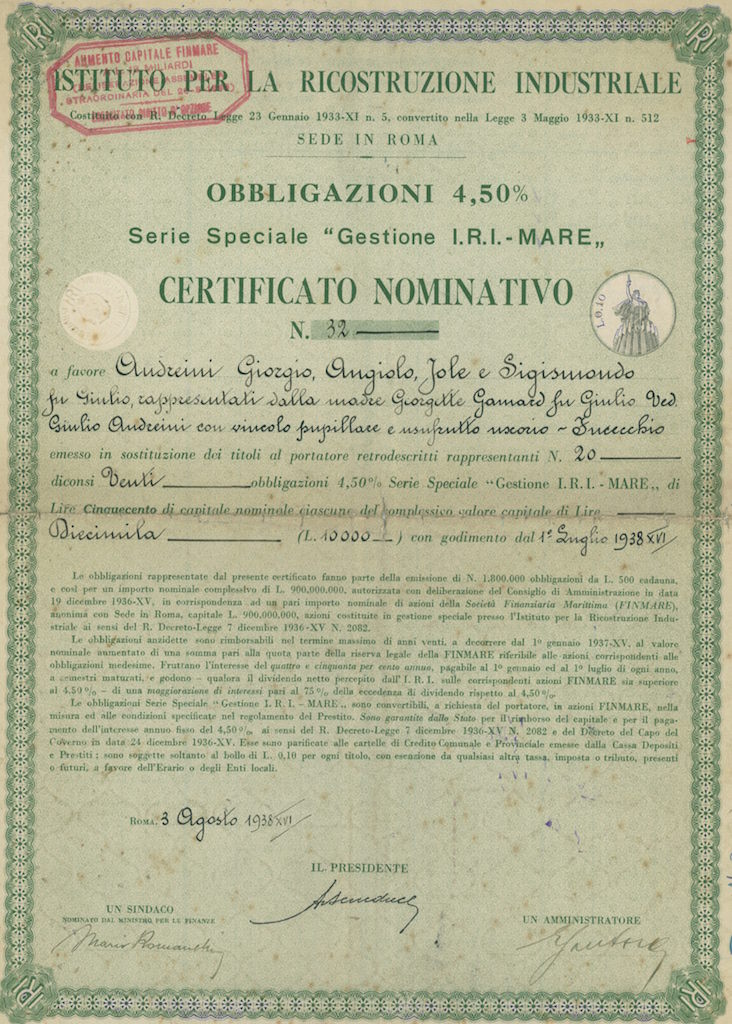 IRI
IRI
AUMENTO CAPITALE FINMARE
MILIARDI
STRAORDINARIA DEL
ISTITUTO PER LA RICOSTRUZIONE INDUSTRIALE
Costituito con R. Decreto Legge 23 Gennaio 1933-XI n. 5, convertito nella Legge 3 Maggio 1933-XI n. 512
SEDE IN ROMA
OBBLIGAZIONI 4,50%
Serie Speciale “Gestione I.R.I.-MARE„
CERTIFICATO NOMINATIVO
L.0,10
N. 32
a favore Andreini Giorgio, Angiolo, Jole e Sigismondo
fu Giulio, rappresentati dalla madre Georgette Gamard fu Giulio Ved.
Giulio Andreini con vincolo pupillare e usufrutto uxorio - Fucecchio
emesso in sostituzione dei titoli al portatore retrodescritti rappresentanti N. 20
diconsi Venti obbligazioni 4,50% Serie Speciale “Gestione I.R.I - MARE„ di
Lire Cinquecento di capitale nominale ciascuna del complessivo valore capitale di Lire
Diecimila (L. 10000 ) con godimento dal 1º Luglio 1938 XVI
Le obbligazioni rappresentate dal presente certificato fanno parte della emissione di N. 1.800.000 obbligazioni da L. 500 cadauna,
e così per un importo nominale complessivo di L. 900.000.000, autorizzata con deliberazione del Consiglio di Amministrazione in data
19 dicembre 1936-XV, in corrispondenza ad un pari importo nominale di azioni della Società Finanziaria Marittima (FINMARE),
anonima con Sede in Roma, capitale L. 900.000.000, azioni costituite in gestione speciale presso l'Istituto per la Ricostruzione Indu-
striale ai sensi del R. Decreto-Legge 7 dicembre 1936-XV N. 2082.
Le obbligazioni anzidette sono rimborsabili nel termine massimo di anni venti, a decorrere dal 1º gennaio 1937-XV, al valore
nominale aumentato di una somma pari alla quota parte della riserva legale della FINMARE riferibile alle azioni corrispondenti alle
obbligazioni medesime. Fruttano l'interesse del quattro e cinquanta per cento annuo, pagabile al 1º gennaio ed al 1º luglio di ogni anno,
a semestri maturati, e godono – qualora il dividendo netto percepito dall'I.R.I. sulle corrispondenti azioni FINMARE sia superiore
al 4.50% – di una maggiorazione di interessi pari al 75% della eccedenza di dividendo rispetto al 4,50%.
Le obbligazioni Serie Speciale “Gestione I.R.I - MARE„ sono convertibili, a richiesta del portatore, in azioni FINMARE, nella
misura ed alle condizioni specificate nel regolamento del Prestito. Sono garantite dallo Stato per il rimborso del capitale e per il paga-
mento dell'interesse annuo fisso del 4,50% ai sensi del R. Decreto-Legge 7 dicembre 1936-XV N. 2082 e del Decreto del Capo del
Governo in data 24 dicembre 1936-XV. Esse sono parificate alle cartelle di Credito Comunale e Provinciale emesse dalla Cassa Depositi
e Prestiti: sono soggette soltanto al bollo di L. 0,10 per ogni titolo, con esenzione da qualsiasi altra tassa, imposta o tributo, presenti
o futuri, a favore dell'Erario o degli Enti locali.
Roma, 3 Agosto 1938 XVI
IL PRESIDENTE
UN SINDACO
NOMINATO DAL MINISTRO PER LE FINANZE
UN AMMINISTRATORE
IRI
IRI